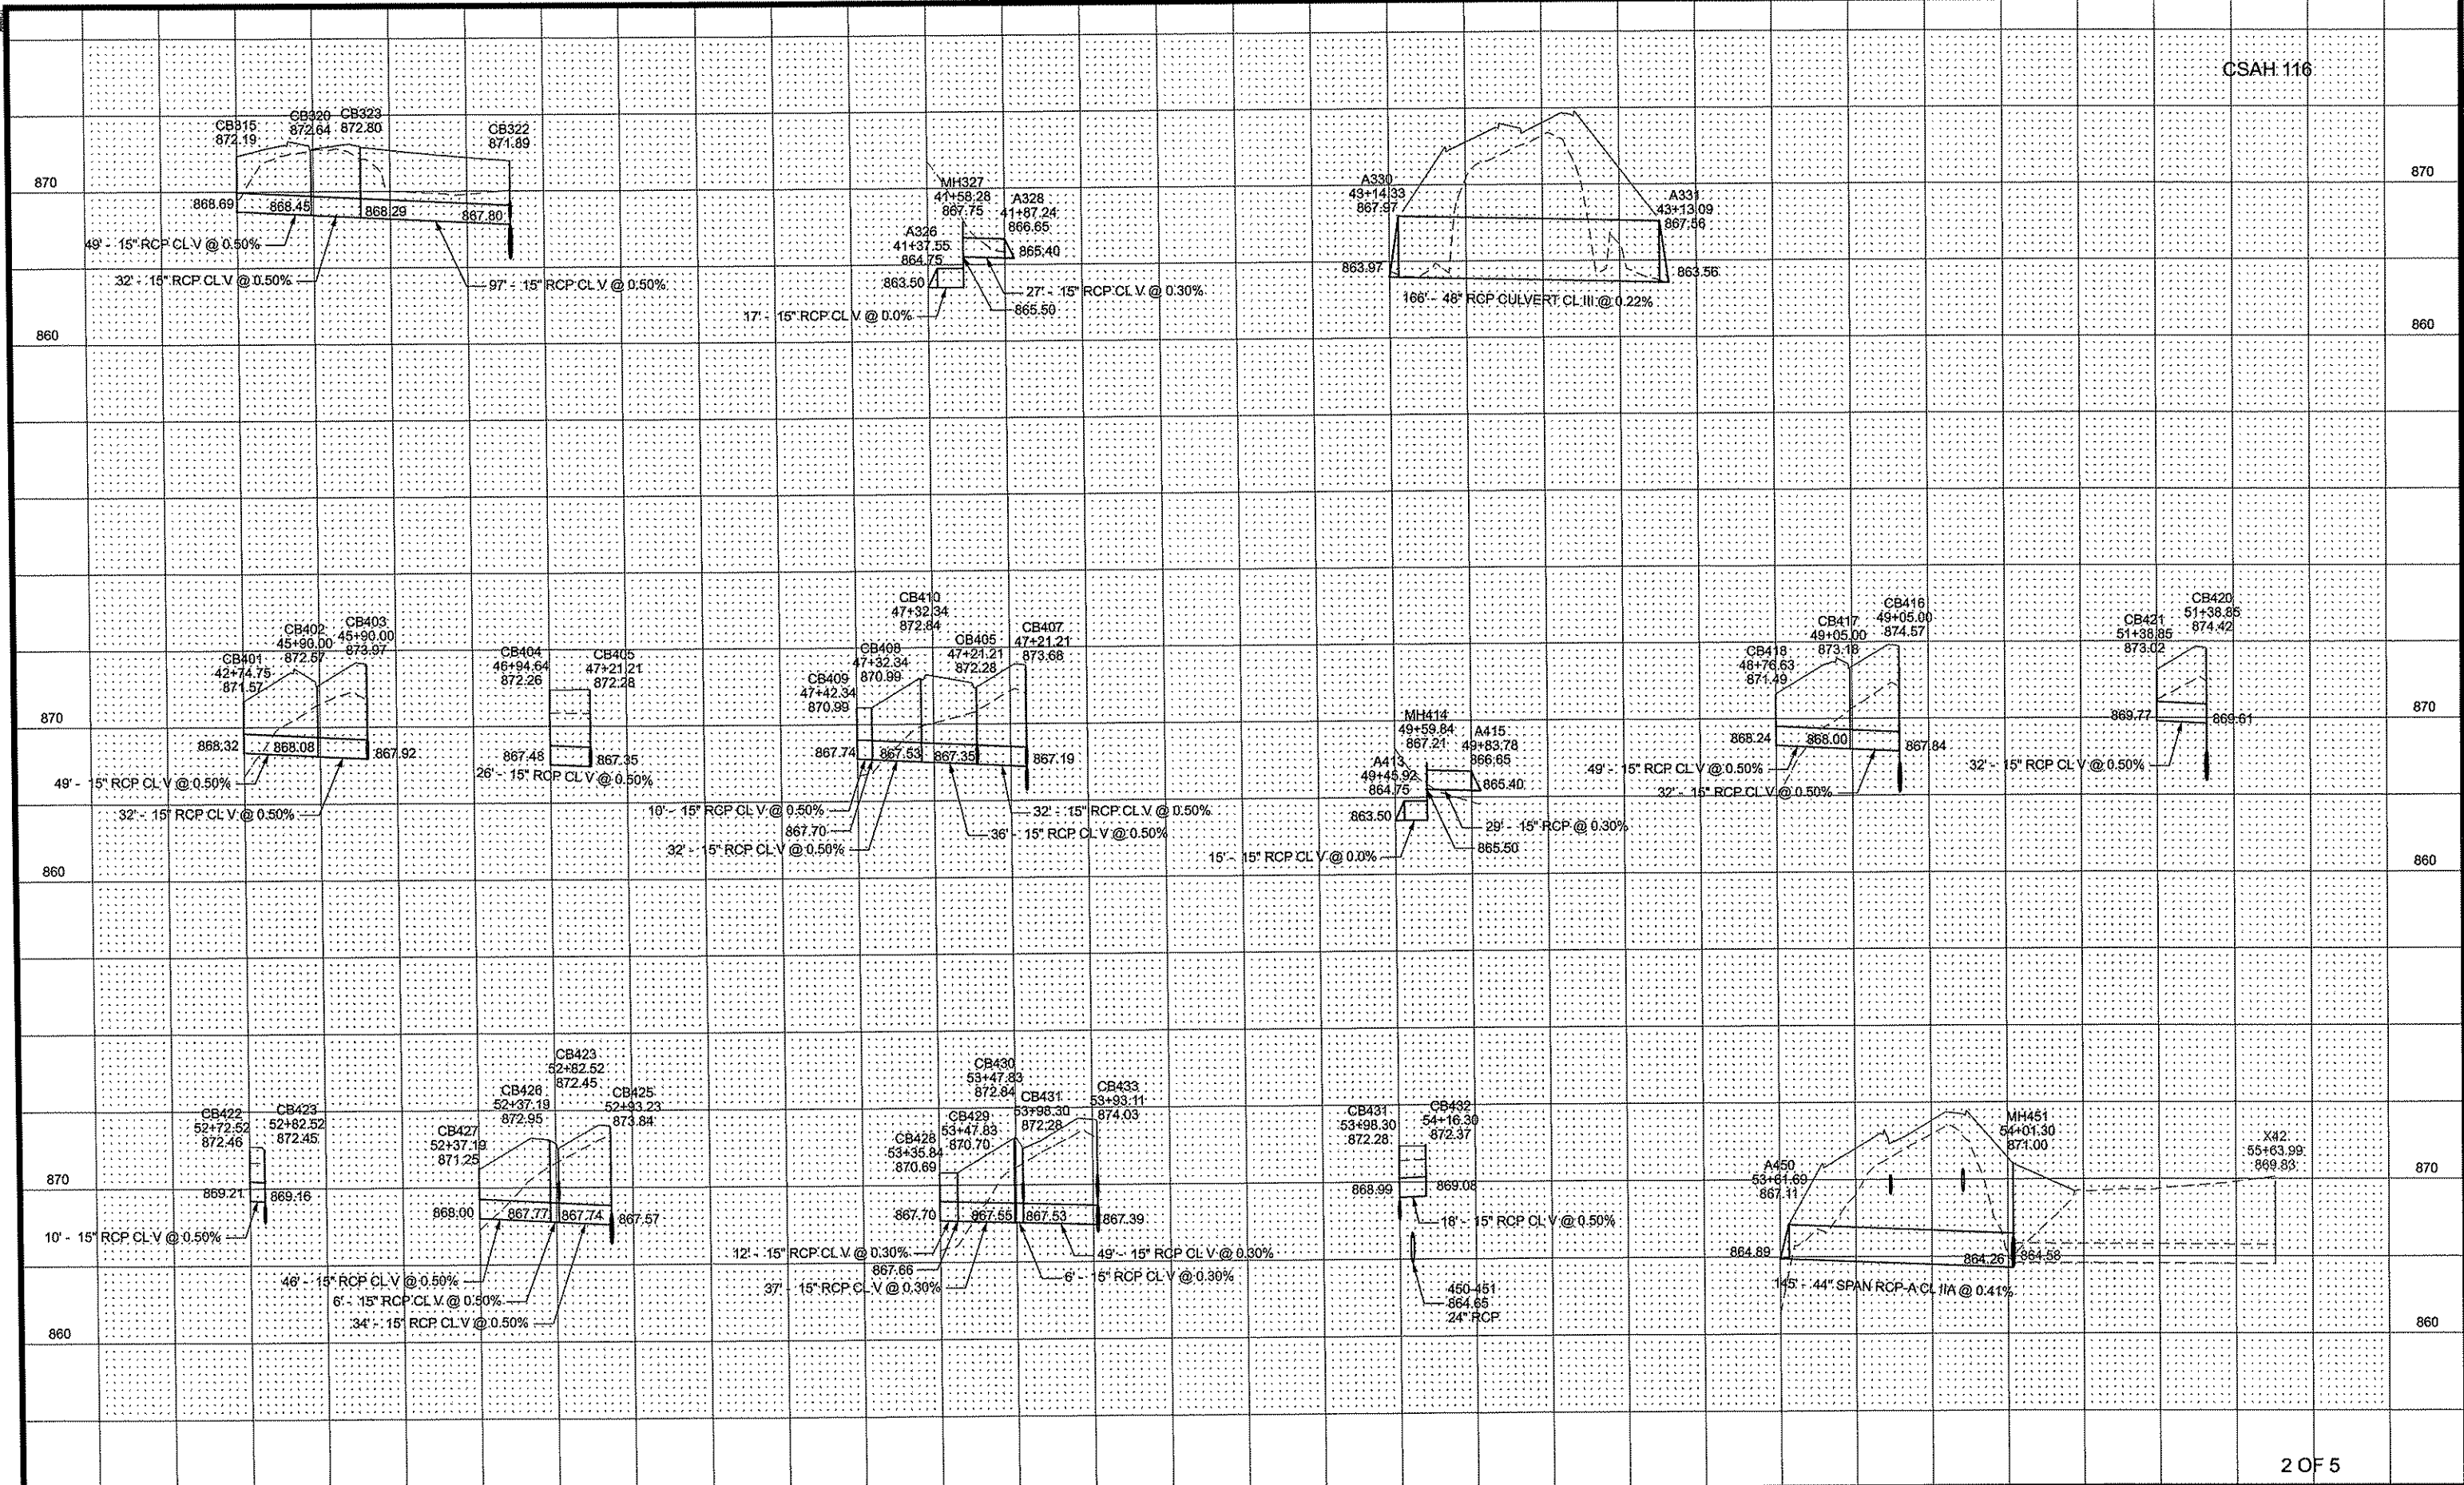 CSAH 116
CB315
872.19
CB320
872.64
CB323
872.80
CB322
871.89
870
868.69
868.45
868.29
867.80
49' - 15" RCP CL V @ 0.50%
32' - 15" RCP CL V @ 0.50%
97' - 15" RCP CL V @ 0.50%
MH327
41+58.28
867.75
A328
41+87.24
866.65
A326
41+37.55
864.75
865.40
863.50
27' - 15" RCP CL V @ 0.30%
865.50
17' - 15" RCP CL V @ 0.0%
A330
43+14.33
867.97
A331
43+13.09
867.56
863.97
863.56
166' - 48" RCP CULVERT CL III @ 0.22%
870
860
860
CB401
42+74.75
871.57
CB402
45+90.00
872.57
CB403
45+90.00
873.97
870
868.32
868.08
867.92
49' - 15" RCP CL V @ 0.50%
32' - 15" RCP CL V @ 0.50%
CB404
46+94.64
872.26
CB405
47+21.21
872.28
867.48
867.35
26' - 15" RCP CL V @ 0.50%
CB409
47+42.34
870.99
CB408
47+32.34
870.99
CB410
47+32.34
872.84
CB405
47+21.21
872.28
CB407
47+21.21
873.68
867.74
867.53
867.35
867.19
10' - 15" RCP CL V @ 0.50%
867.70
32' - 15" RCP CL V @ 0.50%
32' - 15" RCP CL V @ 0.50%
36' - 15" RCP CL V @ 0.50%
MH414
49+59.84
867.21
A415
49+83.78
866.65
A413
49+45.92
864.75
865.40
863.50
29' - 15" RCP @ 0.30%
865.50
15' - 15" RCP CL V @ 0.0%
CB418
48+76.63
871.49
CB417
49+05.00
873.18
CB416
49+05.00
874.57
868.24
868.00
867.84
49' - 15" RCP CL V @ 0.50%
32' - 15" RCP CL V @ 0.50%
CB421
51+38.85
873.02
CB420
51+38.85
874.42
869.77
869.61
32' - 15" RCP CL V @ 0.50%
870
860
860
CB422
52+72.52
872.46
CB423
52+82.52
872.45
870
869.21
869.16
10' - 15" RCP CL V @ 0.50%
CB427
52+37.19
871.25
CB426
52+37.19
872.95
CB423
52+82.52
872.45
CB425
52+93.23
873.84
868.00
867.77
867.74
867.57
46' - 15" RCP CL V @ 0.50%
6' - 15" RCP CL V @ 0.50%
34' - 15" RCP CL V @ 0.50%
CB428
53+35.84
870.69
CB429
53+47.83
870.70
CB430
53+47.83
872.84
CB431
53+98.30
872.28
CB433
53+93.11
874.03
867.70
867.55
867.53
867.39
12' - 15" RCP CL V @ 0.30%
867.66
37' - 15" RCP CL V @ 0.30%
49' - 15" RCP CL V @ 0.30%
6' - 15" RCP CL V @ 0.30%
CB431
53+98.30
872.28
CB432
54+16.30
872.37
868.99
869.08
18' - 15" RCP CL V @ 0.50%
450-451
864.65
24" RCP
A450
53+61.69
867.11
MH451
54+01.30
871.00
X42
55+63.99
869.83
864.89
864.26
864.58
145' - 44" SPAN RCP-A CL IIA @ 0.41%
870
860
860
2 OF 5